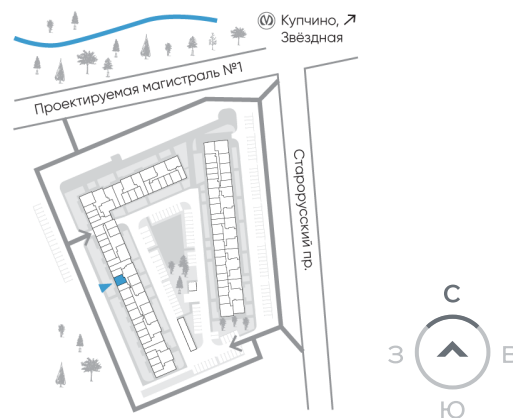 Купчино, ↗
Звёздная
Проектируемая магистраль №1
Старорусский пр.
С
З
В
Ю